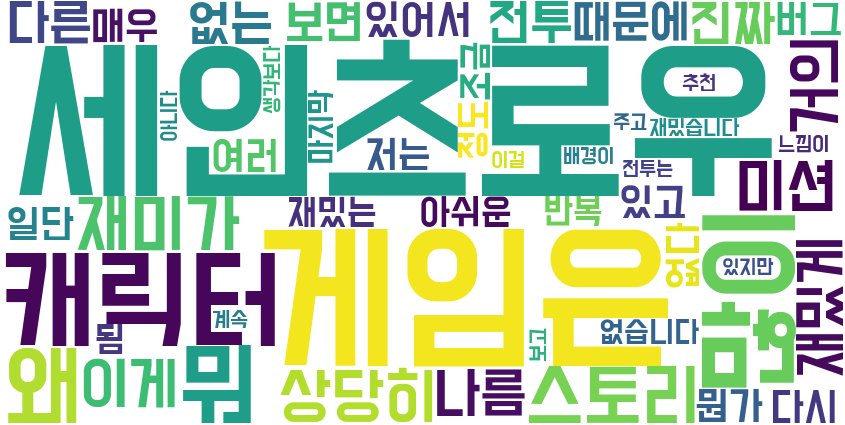 다른
매우
없는
보면
있어서
전투
때문에
진짜
버그
세인츠로우
아니다
생각보다
여러
마지막
저는
정도
조금
이걸
추천
주고
재밌습니다
배경이
전투는
있고
거의
느낌이
미션
일단
재미가
재밌는
아쉬운
반복
없다
이
있지만
재밌게
캐릭터
게임은
됨
계속
보고
없습니다
함
왜
이게
뭐
상당히
나름
스토리
뭔가
다시